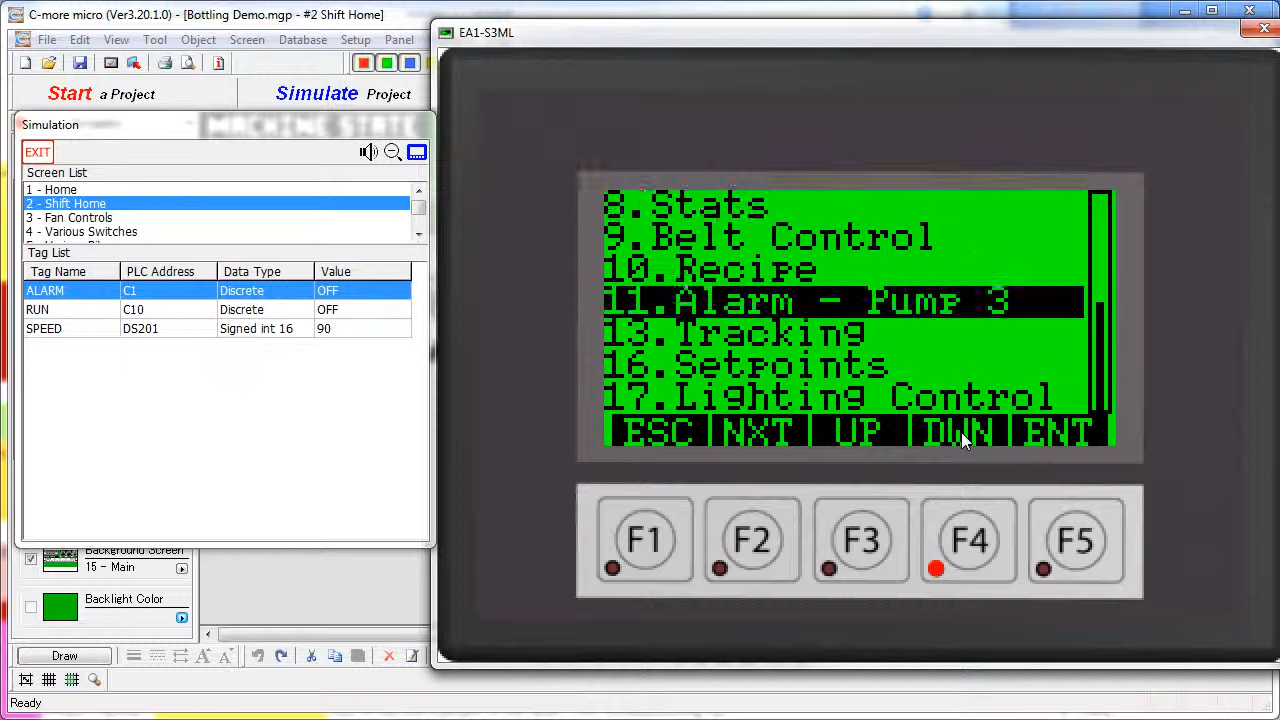 C-more micro (Ver3.20.1.0) - [Bottling Demo.mgp - #2 Shift Home]
File Edit View Tool Object Screen Database Setup Panel
Start a Project
Simulate Project
MACHINE STATE
Simulation
EXIT
Screen List
1 - Home
2 - Shift Home
3 - Fan Controls
4 - Various Switches
Tag List
Tag Name PLC Address Data Type Value
ALARM C1 Discrete OFF
RUN C10 Discrete OFF
SPEED DS201 Signed int 16 90
Background Screen
15 - Main
Backlight Color
Draw
Ready
EA1-S3ML
8.Stats
9.Belt Control
10.Recipe
11.Alarm - Pump 3
13.Tracking
16.Setpoints
17.Lighting Control
ESC NXT UP DWN ENT
F1 F2 F3 F4 F5